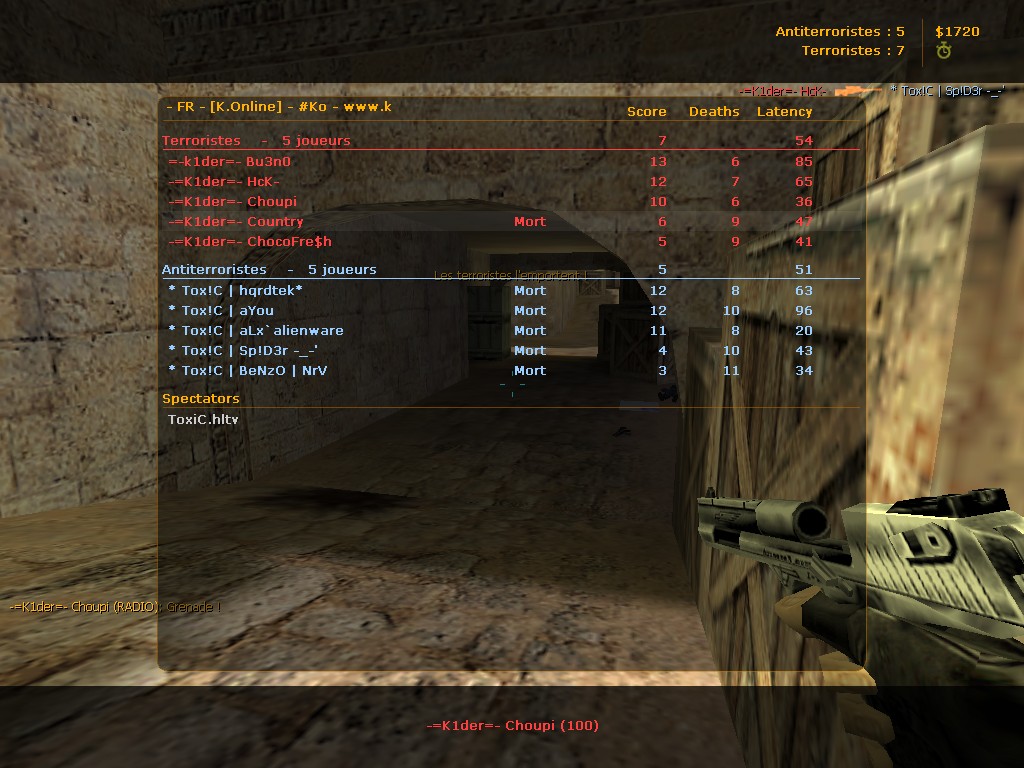 Antiterroristes : 5 $1720
Terroristes : 7
-=K1der=- HcK- * Tox!C | Sp!D3r -_-'
- FR - [K.Online] - #Ko - www.k
Score Deaths Latency
Terroristes - 5 joueurs 7 54
=-k1der=- Bu3n0 13 6 85
-=K1der=- HcK- 12 7 65
-=K1der=- Choupi 10 6 36
-=K1der=- Country Mort 6 9 47
-=K1der=- ChocoFre$h 5 9 41
Antiterroristes - 5 joueurs 5 51
Les terroristes l'emportent !
* Tox!C | hqrdtek* Mort 12 8 63
* Tox!C | aYou Mort 12 10 96
* Tox!C | aLx`alienware Mort 11 8 20
* Tox!C | Sp!D3r -_-' Mort 4 10 43
* Tox!C | BeNzO | NrV Mort 3 11 34
Spectators
ToxiC.hltv
-=K1der=- Choupi (RADIO): Grenade !
-=K1der=- Choupi (100)